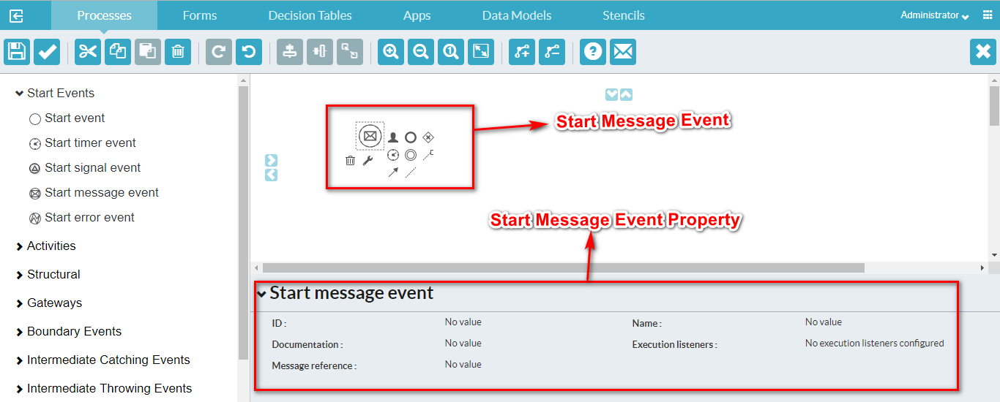 Processes Forms Decision Tables Apps Data Models Stencils Administrator
1
?
Start Events
Start event
Start timer event
Start signal event
Start message event
Start error event
Activities
Structural
Gateways
Boundary Events
Intermediate Catching Events
Intermediate Throwing Events
Start Message Event
Start Message Event Property
Start message event
ID : No value Name : No value
Documentation : No value Execution listeners : No execution listeners configured
Message reference : No value